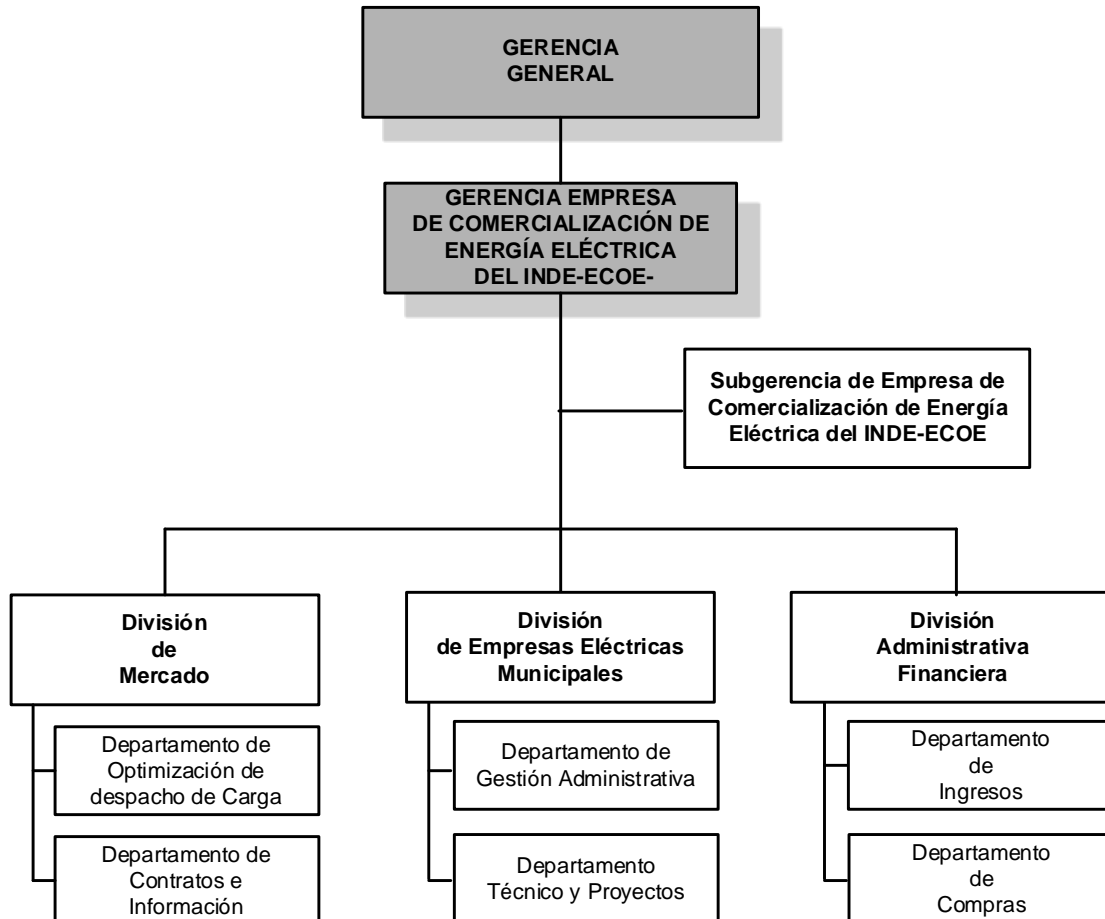 GERENCIA
GENERAL
GERENCIA EMPRESA
DE COMERCIALIZACIÓN DE
ENERGÍA ELÉCTRICA
DEL INDE-ECOE-
Subgerencia de Empresa de
Comercialización de Energía
Eléctrica del INDE-ECOE
División
de
Mercado
Departamento de
Optimización de
despacho de Carga
Departamento de
Contratos e
Información
División
de Empresas Eléctricas
Municipales
Departamento de
Gestión Administrativa
Departamento
Técnico y Proyectos
División
Administrativa
Financiera
Departamento
de
Ingresos
Departamento
de
Compras